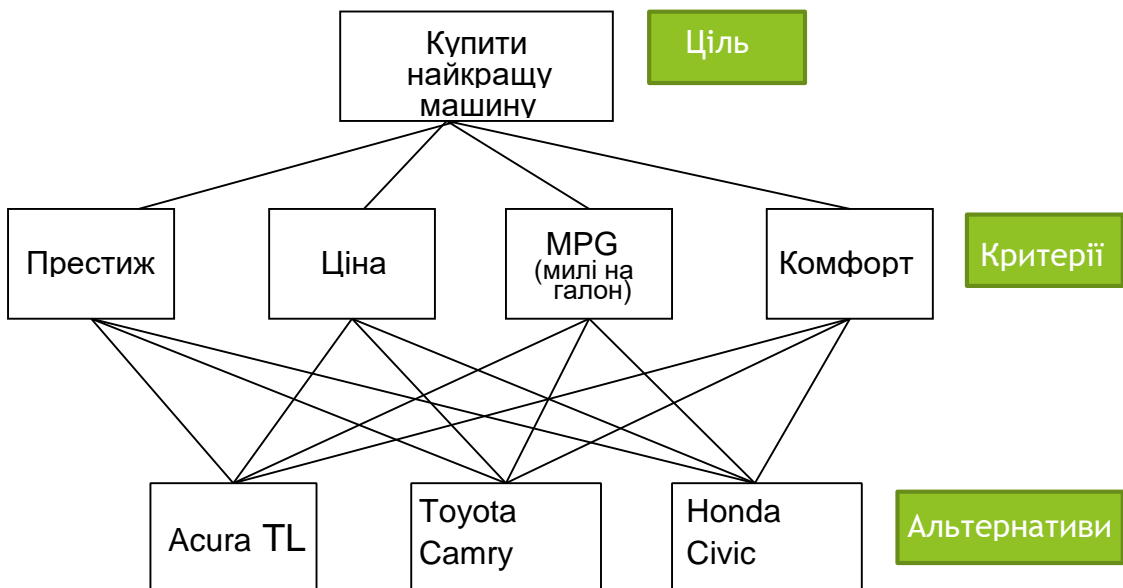 Купити
найкращу
машину
Ціль
Престиж
Ціна
MPG
(милі на
галон)
Комфорт
Критерії
Acura TL
Toyota
Camry
Honda
Civic
Альтернативи